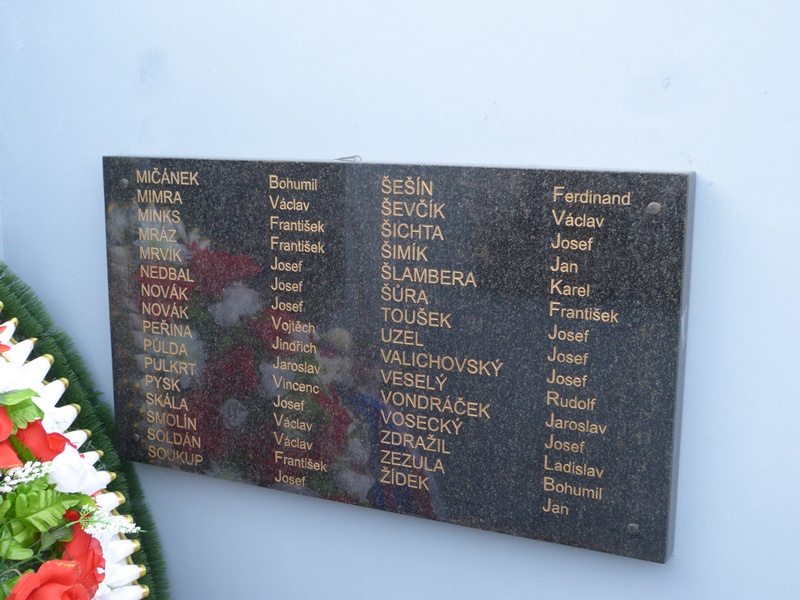 MIČÁNEK Bohumil
MIMRA Václav
MINKS František
MRÁZ František
MRVÍK Josef
NEDBAL Josef
NOVÁK Josef
NOVÁK Vojtěch
PEŘINA Jindřich
PŮLDA Jaroslav
PULKRT Vincenc
PYSK Josef
SKÁLA Václav
SMOLÍN Václav
SOLDÁN František
SOUKUP Josef
ŠEŠÍN Ferdinand
ŠEVČÍK Václav
ŠICHTA Josef
ŠIMÍK Jan
ŠLAMBERA Karel
ŠŮRA František
TOUŠEK Josef
UZEL Josef
VALICHOVSKÝ Josef
VESELÝ Rudolf
VONDRÁČEK Jaroslav
VOSECKÝ Josef
ZDRAŽIL Ladislav
ZEZULA Bohumil
ŽÍDEK Jan